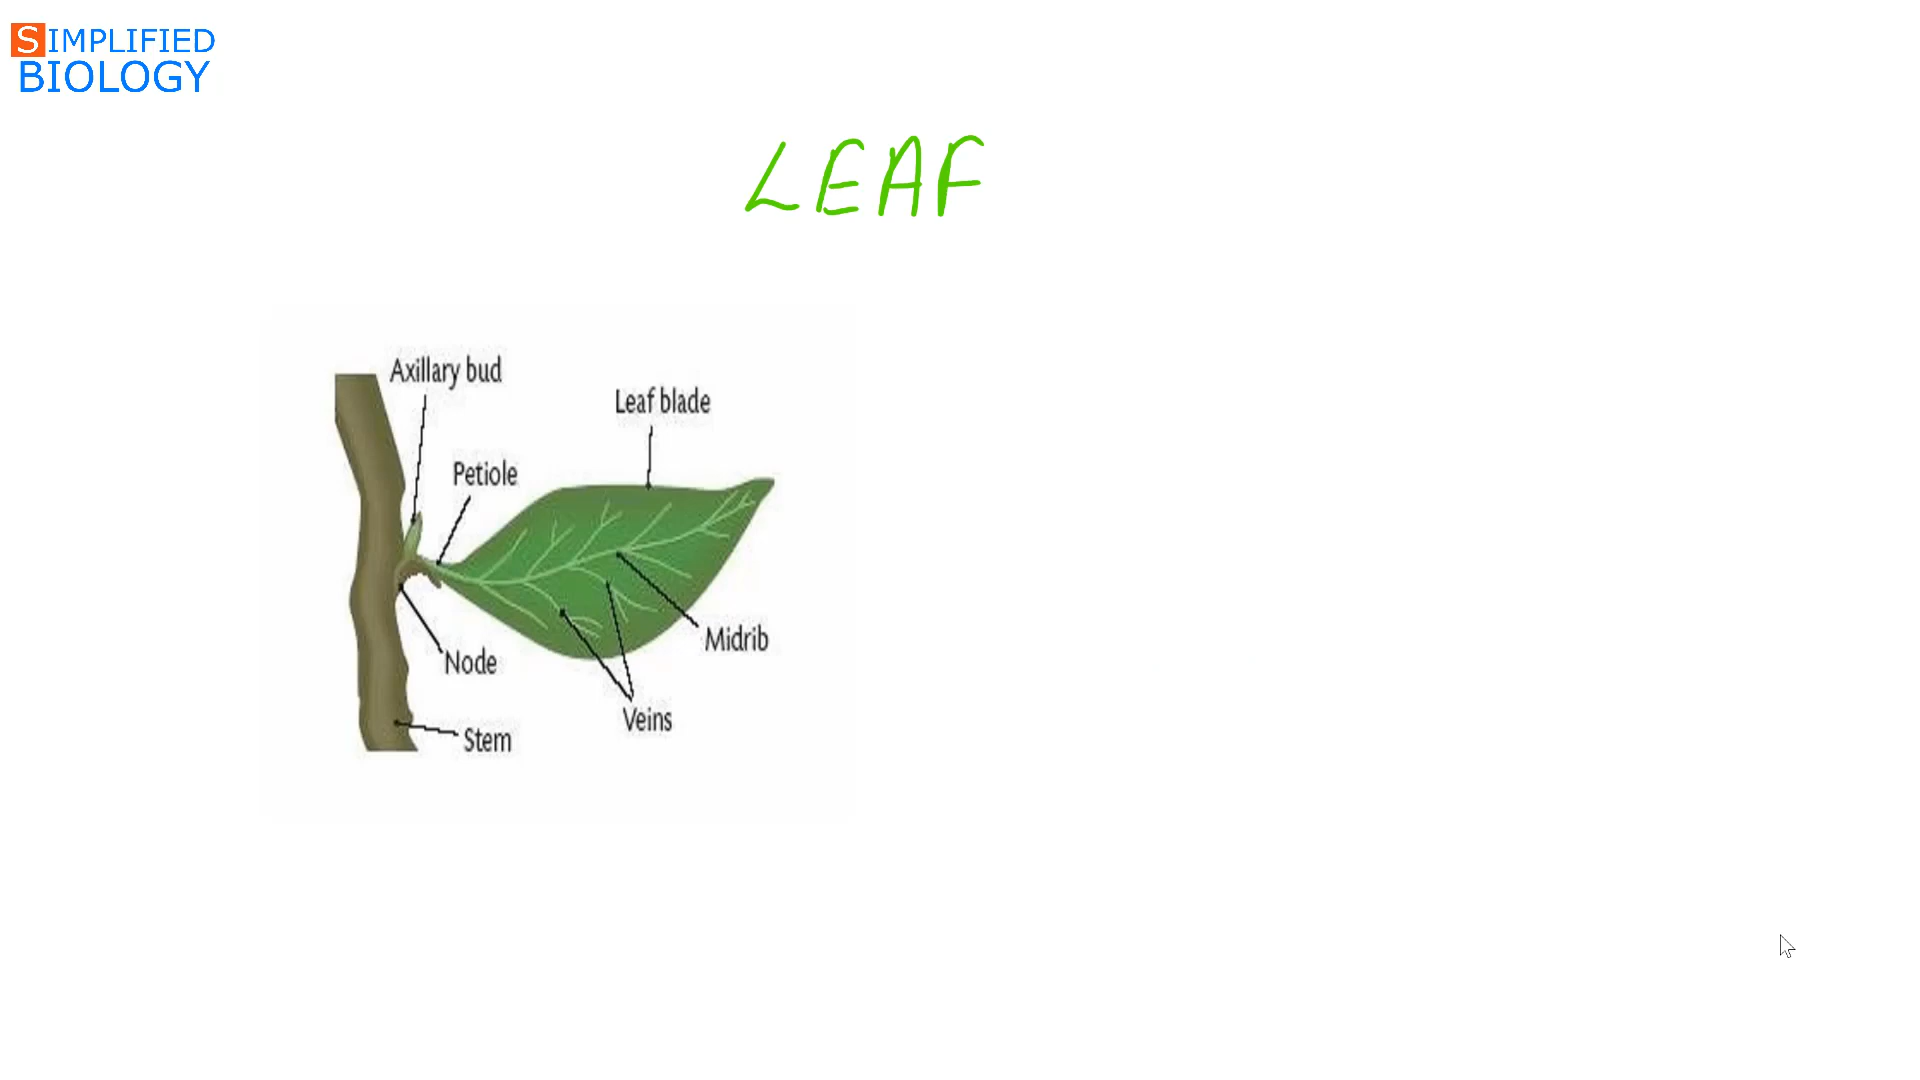 SIMPLIFIED
BIOLOGY
LEAF
Axillary bud
Leaf blade
Petiole
Midrib
Node
Veins
Stem